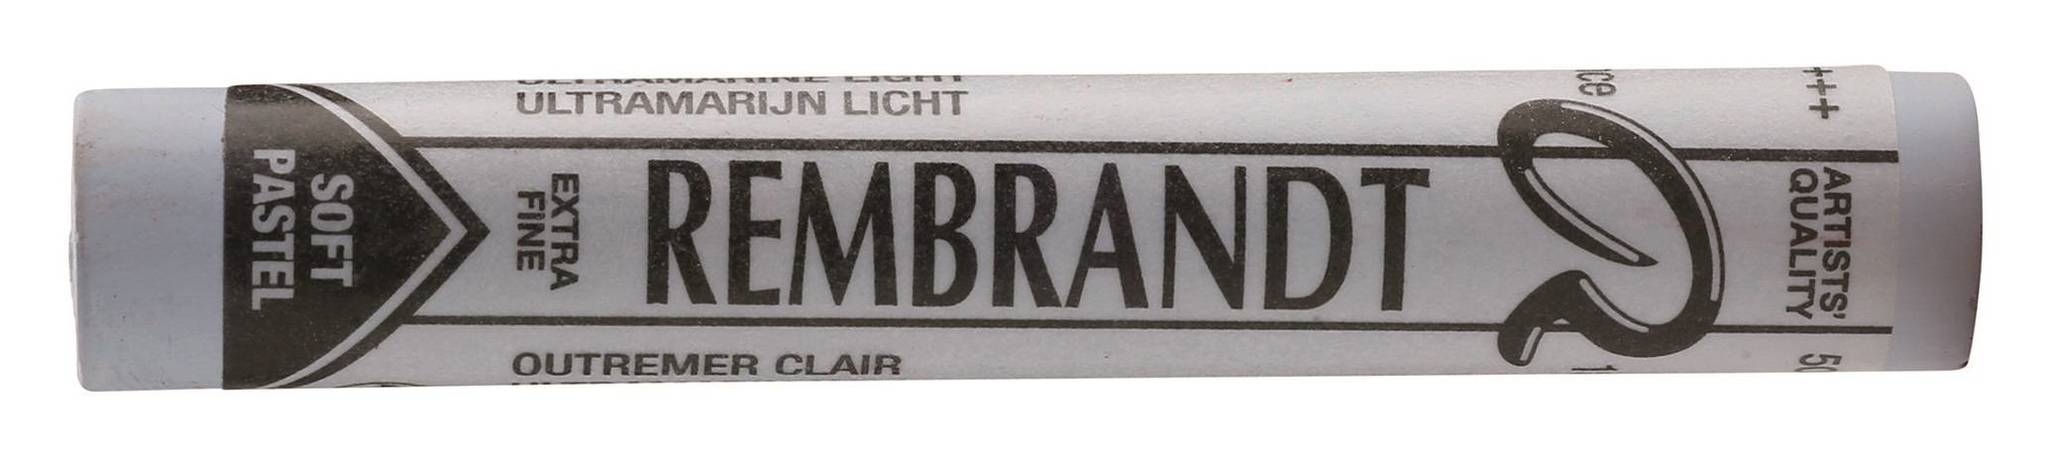 ULTRAMARINE LIGHT
ULTRAMARIJN LICHT
SOFT
PASTEL
EXTRA
FINE
REMBRANDT
R
ARTISTS'
QUALITY
+++
OUTREMER CLAIR